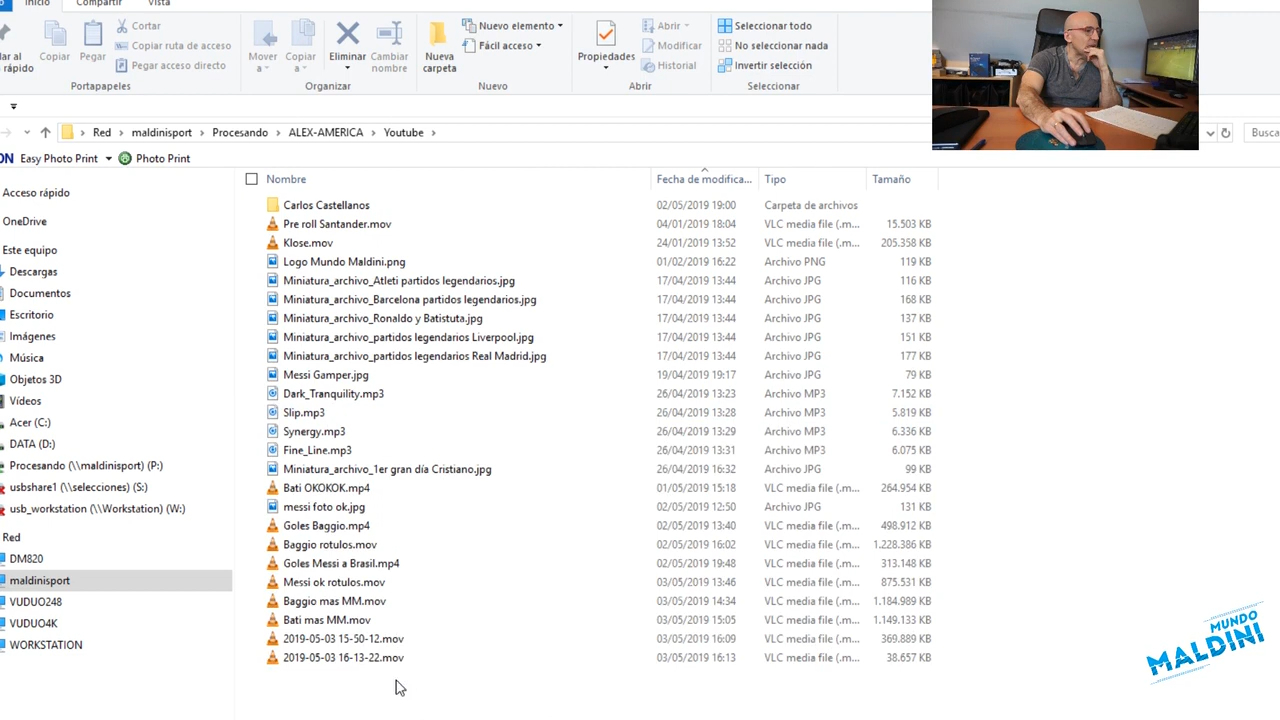 Inicio
Compartir
Vista
Copiar
Pegar
Cortar
Copiar ruta de acceso
Pegar acceso directo
Portapapeles
Mover a
Copiar a
Eliminar
Cambiar nombre
Organizar
Nueva carpeta
Nuevo elemento
Fácil acceso
Nuevo
Propiedades
Abrir
Modificar
Historial
Abrir
Seleccionar todo
No seleccionar nada
Invertir selección
Seleccionar
Red > maldinisport > Procesando > ALEX-AMERICA > Youtube >
Busca
ON Easy Photo Print
Photo Print
Acceso rápido
OneDrive
Este equipo
Descargas
Documentos
Escritorio
Imágenes
Música
Objetos 3D
Vídeos
Acer (C:)
DATA (D:)
Procesando (\\maldinisport) (P:)
usbshare1 (\\selecciones) (S:)
usb_workstation (\\Workstation) (W:)
Red
DM820
maldinisport
VUDUO248
VUDUO4K
WORKSTATION
Nombre Fecha de modifica... Tipo Tamaño
Carlos Castellanos 02/05/2019 19:00 Carpeta de archivos
Pre roll Santander.mov 04/01/2019 18:04 VLC media file (.m... 15.503 KB
Klose.mov 24/01/2019 13:52 VLC media file (.m... 205.358 KB
Logo Mundo Maldini.png 01/02/2019 16:22 Archivo PNG 119 KB
Miniatura_archivo_Atleti partidos legendarios.jpg 17/04/2019 13:44 Archivo JPG 116 KB
Miniatura_archivo_Barcelona partidos legendarios.jpg 17/04/2019 13:44 Archivo JPG 168 KB
Miniatura_archivo_Ronaldo y Batistuta.jpg 17/04/2019 13:44 Archivo JPG 137 KB
Miniatura_archivo_partidos legendarios Liverpool.jpg 17/04/2019 13:44 Archivo JPG 151 KB
Miniatura_archivo_partidos legendarios Real Madrid.jpg 17/04/2019 13:44 Archivo JPG 177 KB
Messi Gamper.jpg 19/04/2019 19:17 Archivo JPG 79 KB
Dark_Tranquility.mp3 26/04/2019 13:23 Archivo MP3 7.152 KB
Slip.mp3 26/04/2019 13:28 Archivo MP3 5.819 KB
Synergy.mp3 26/04/2019 13:29 Archivo MP3 6.336 KB
Fine_Line.mp3 26/04/2019 13:31 Archivo MP3 6.075 KB
Miniatura_archivo_1er gran día Cristiano.jpg 26/04/2019 16:32 Archivo JPG 99 KB
Bati OKOKOK.mp4 01/05/2019 15:18 VLC media file (.m... 264.954 KB
messi foto ok.jpg 02/05/2019 12:50 Archivo JPG 131 KB
Goles Baggio.mp4 02/05/2019 13:40 VLC media file (.m... 498.912 KB
Baggio rotulos.mov 02/05/2019 16:02 VLC media file (.m... 1.228.386 KB
Goles Messi a Brasil.mp4 02/05/2019 19:48 VLC media file (.m... 313.148 KB
Messi ok rotulos.mov 03/05/2019 13:46 VLC media file (.m... 875.531 KB
Baggio mas MM.mov 03/05/2019 14:34 VLC media file (.m... 1.184.989 KB
Bati mas MM.mov 03/05/2019 15:05 VLC media file (.m... 1.149.133 KB
2019-05-03 15-50-12.mov 03/05/2019 16:09 VLC media file (.m... 369.889 KB
2019-05-03 16-13-22.mov 03/05/2019 16:13 VLC media file (.m... 38.657 KB
MUNDO
MALDINI